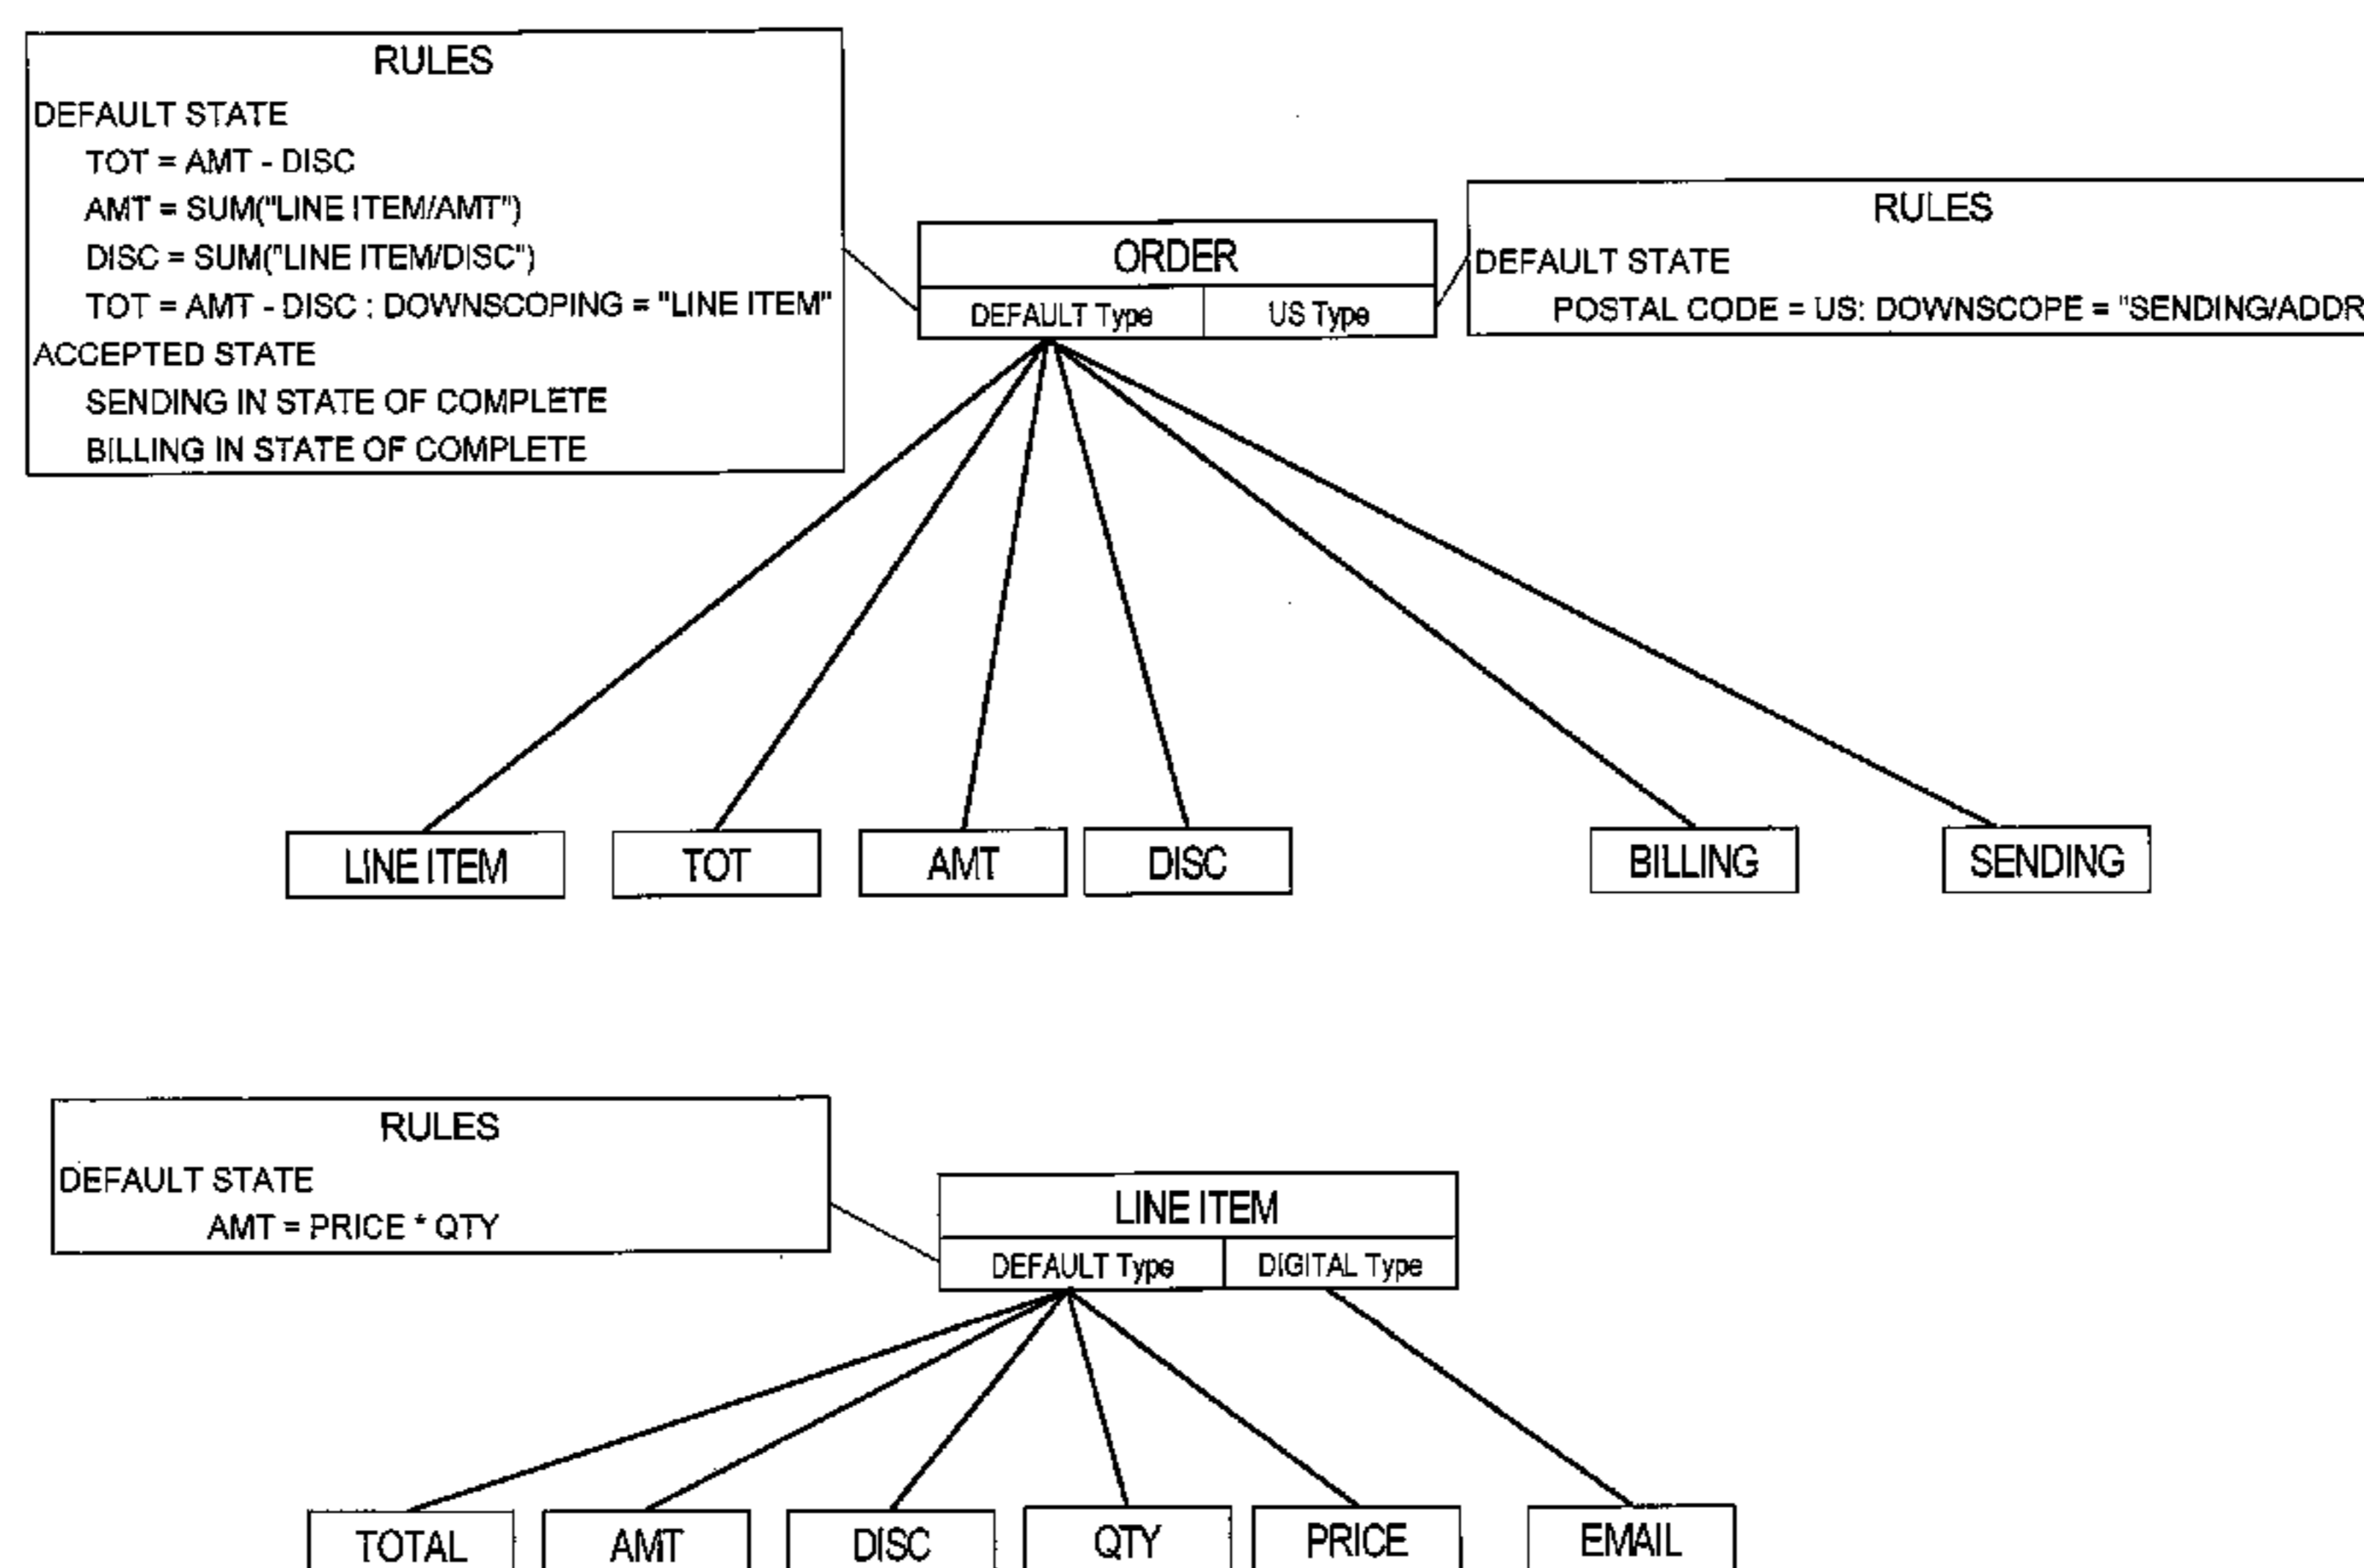 RULES
DEFAULT STATE
TOT = AMT - DISC
AMT = SUM("LINE ITEM/AMT")
DISC = SUM("LINE ITEM/DISC")
TOT = AMT - DISC : DOWNSCOPING = "LINE ITEM"
ACCEPTED STATE
SENDING IN STATE OF COMPLETE
BILLING IN STATE OF COMPLETE
ORDER
DEFAULT Type
US Type
RULES
DEFAULT STATE
POSTAL CODE = US: DOWNSCOPE = "SENDING/ADDR
LINE ITEM
TOT
AMT
DISC
BILLING
SENDING
RULES
DEFAULT STATE
AMT = PRICE * QTY
LINE ITEM
DEFAULT Type
DIGITAL Type
TOTAL
AMT
DISC
QTY
PRICE
EMAIL